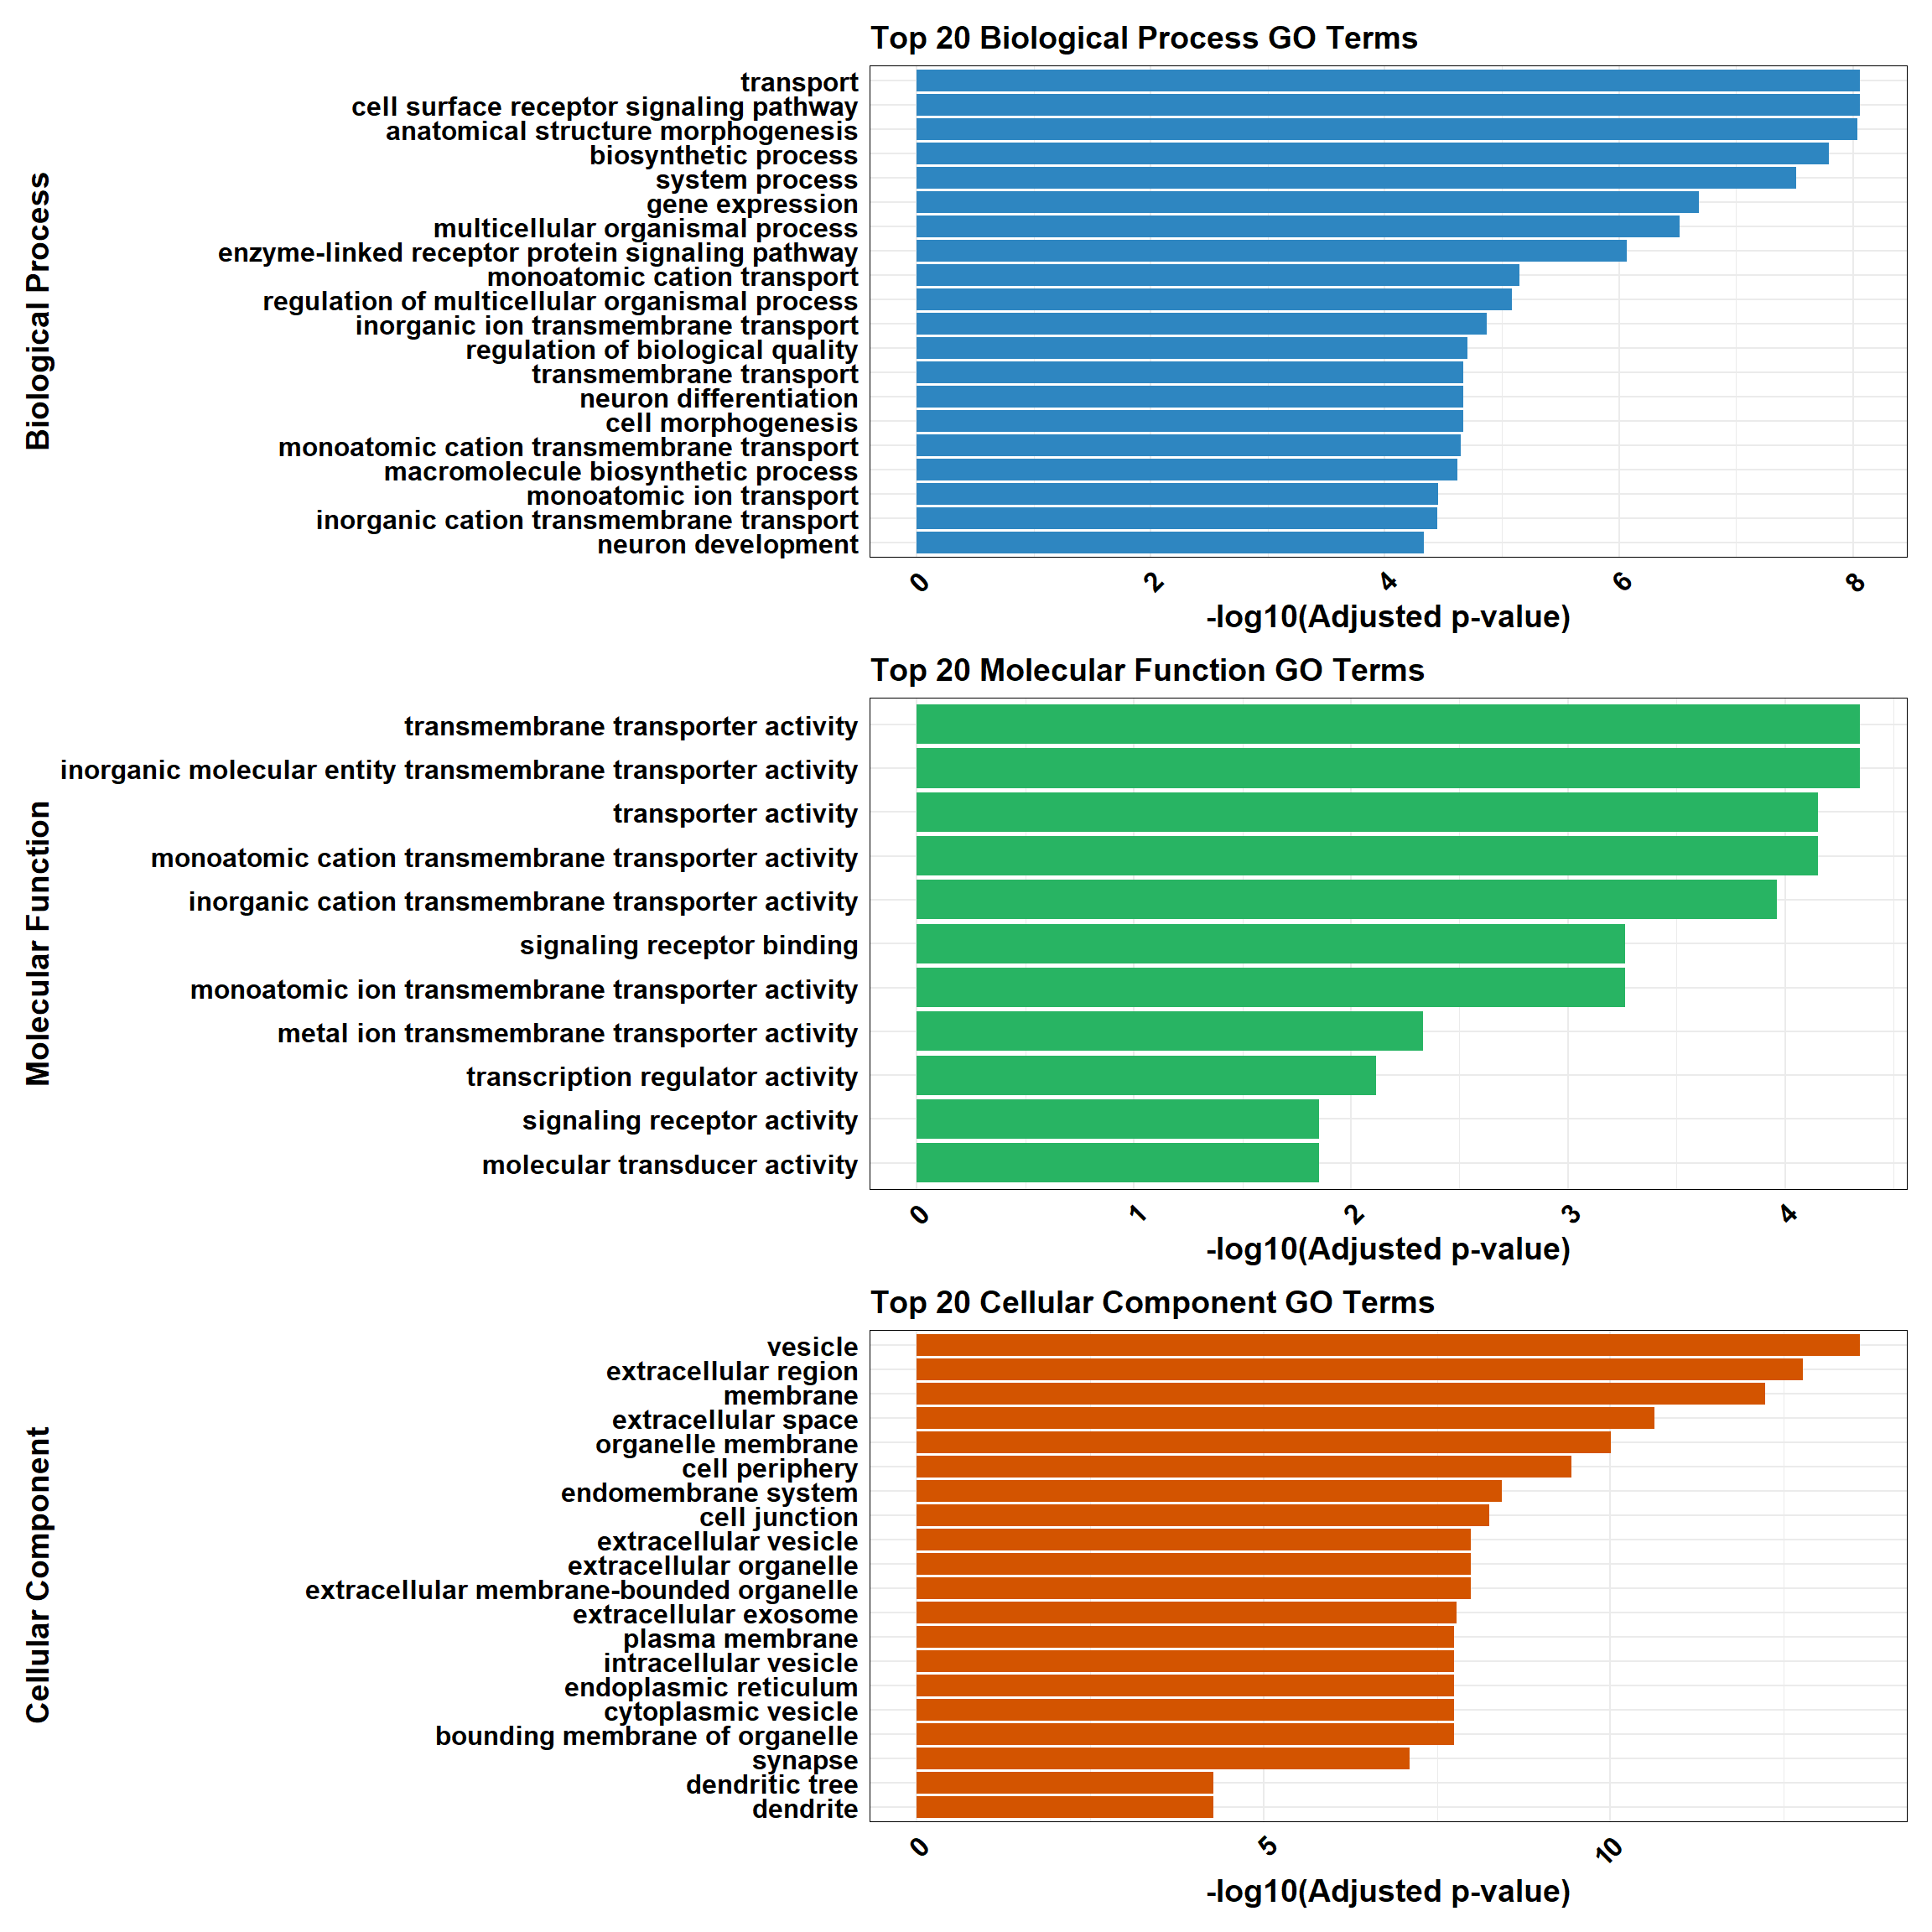 Top 20 Biological Process GO Terms
Biological Process
transport
cell surface receptor signaling pathway
anatomical structure morphogenesis
biosynthetic process
system process
gene expression
multicellular organismal process
enzyme-linked receptor protein signaling pathway
monoatomic cation transport
regulation of multicellular organismal process
inorganic ion transmembrane transport
regulation of biological quality
transmembrane transport
neuron differentiation
cell morphogenesis
monoatomic cation transmembrane transport
macromolecule biosynthetic process
monoatomic ion transport
inorganic cation transmembrane transport
neuron development
0 2 4 6 8
-log10(Adjusted p-value)
Top 20 Molecular Function GO Terms
Molecular Function
transmembrane transporter activity
inorganic molecular entity transmembrane transporter activity
transporter activity
monoatomic cation transmembrane transporter activity
inorganic cation transmembrane transporter activity
signaling receptor binding
monoatomic ion transmembrane transporter activity
metal ion transmembrane transporter activity
transcription regulator activity
signaling receptor activity
molecular transducer activity
0 1 2 3 4
-log10(Adjusted p-value)
Top 20 Cellular Component GO Terms
Cellular Component
vesicle
extracellular region
membrane
extracellular space
organelle membrane
cell periphery
endomembrane system
cell junction
extracellular vesicle
extracellular organelle
extracellular membrane-bounded organelle
extracellular exosome
plasma membrane
intracellular vesicle
endoplasmic reticulum
cytoplasmic vesicle
bounding membrane of organelle
synapse
dendritic tree
dendrite
0 5 10
-log10(Adjusted p-value)